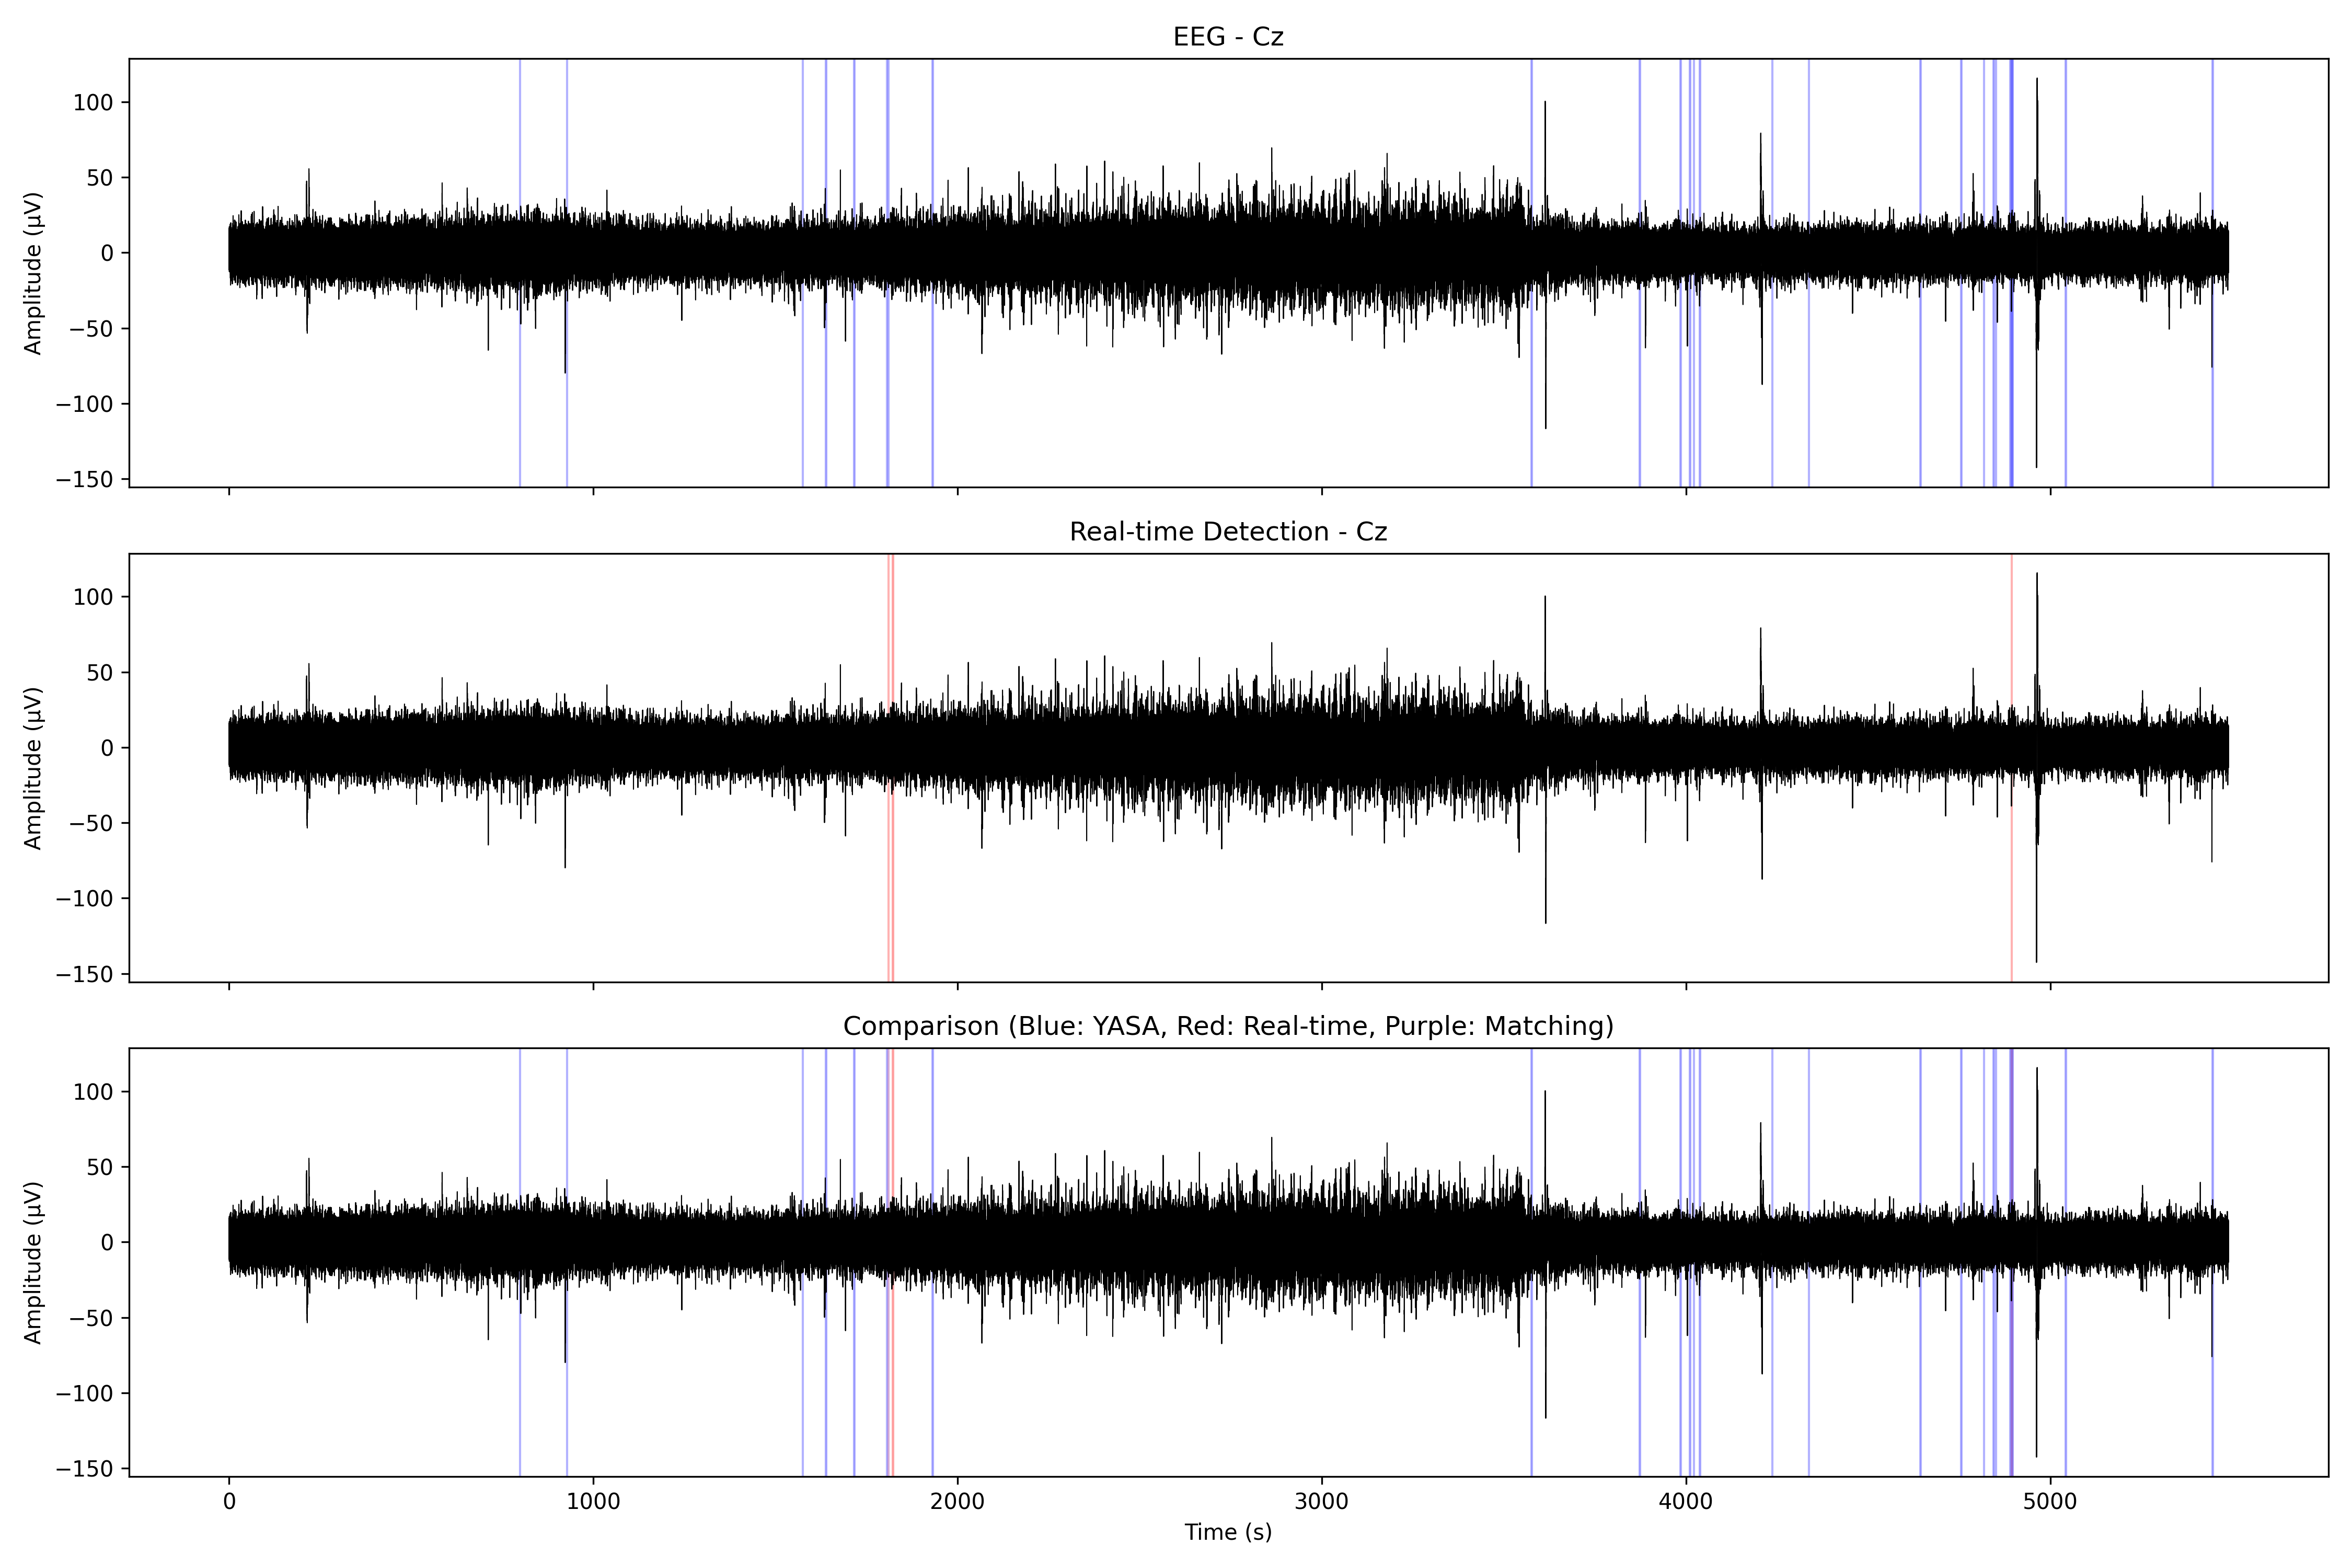 EEG - Cz
Amplitude (µV)
100
50
0
−50
−100
−150
Real-time Detection - Cz
Amplitude (µV)
100
50
0
−50
−100
−150
Comparison (Blue: YASA, Red: Real-time, Purple: Matching)
Amplitude (µV)
100
50
0
−50
−100
−150
0 1000 2000 3000 4000 5000
Time (s)